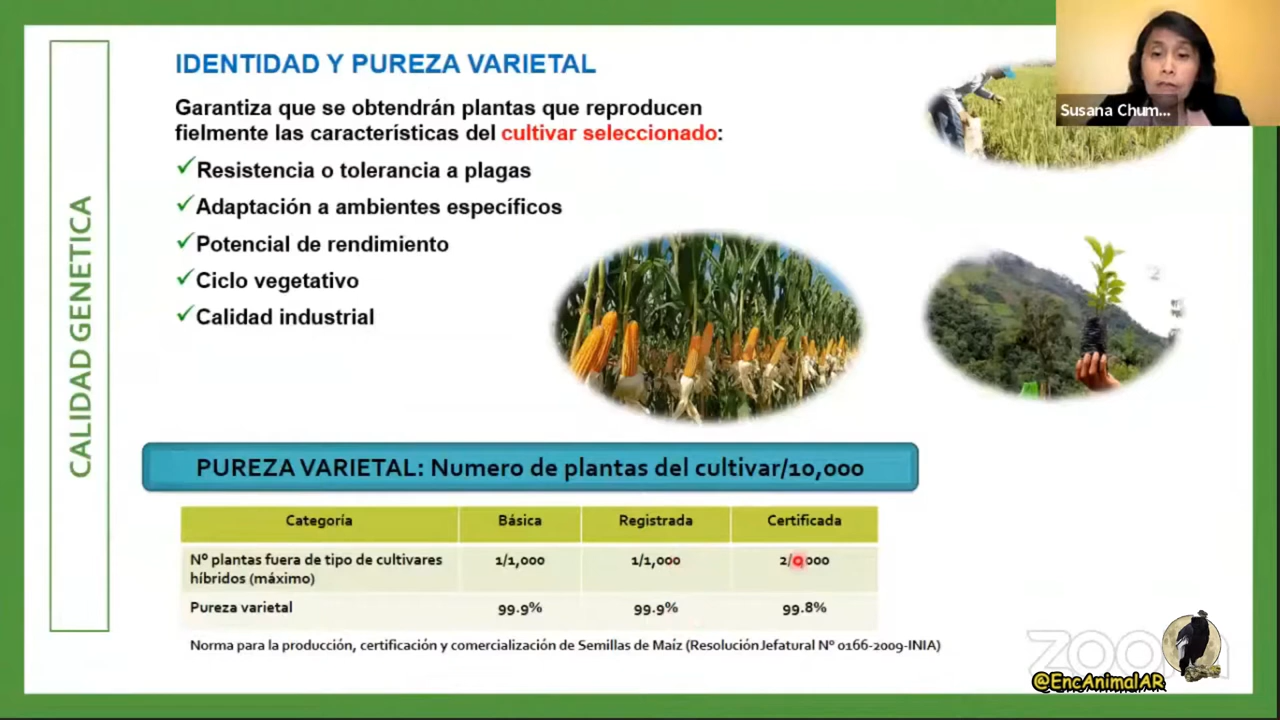 IDENTIDAD Y PUREZA VARIETAL
Garantiza que se obtendrán plantas que reproducen
fielmente las características del cultivar seleccionado:
Resistencia o tolerancia a plagas
Adaptación a ambientes específicos
Potencial de rendimiento
Ciclo vegetativo
Calidad industrial
CALIDAD GENETICA
Susana Chum...
PUREZA VARIETAL: Numero de plantas del cultivar/10,000
Categoría Básica Registrada Certificada
Nº plantas fuera de tipo de cultivares
híbridos (máximo)
1/1,000 1/1,000
Pureza varietal 99.9% 99.9% 99.8%
Norma para la producción, certificación y comercialización de Semillas de Maíz (Resolución Jefatural Nº 0166-2009-INIA)
zoom
@EncAnimalAR